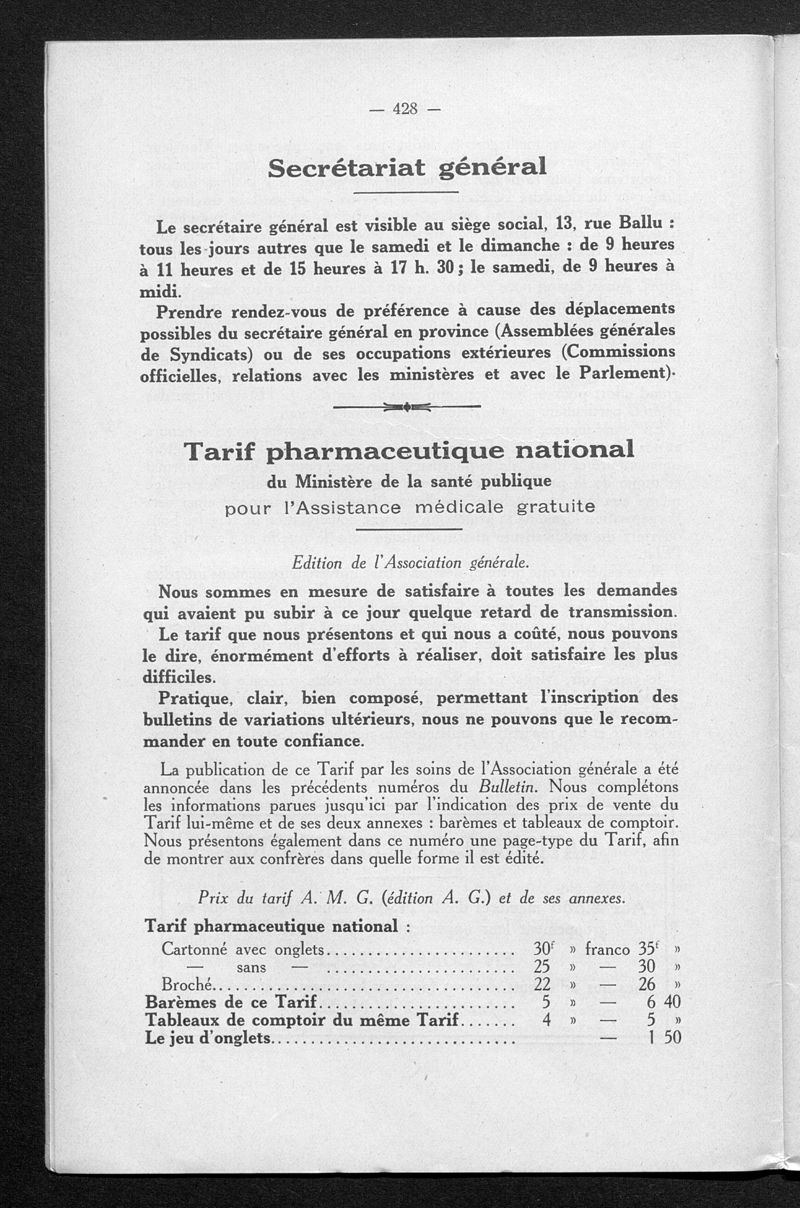 — 428 —
Secrétariat général
Le secrétaire général est visible au siège social, 13, rue Ballu :
tous les jours autres que le samedi et le dimanche : de 9 heures
à 11 heures et de 15 heures à 17 h. 30 ; le samedi, de 9 heures à
midi.
Prendre rendez-vous de préférence à cause des déplacements
possibles du secrétaire général en province (Assemblées générales
de Syndicats) ou de ses occupations extérieures (Commissions
officielles, relations avec les ministères et avec le Parlement).
Tarif pharmaceutique national
du Ministère de la santé publique
pour l'Assistance médicale gratuite
Edition de l'Association générale.
Nous sommes en mesure de satisfaire à toutes les demandes
qui avaient pu subir à ce jour quelque retard de transmission.
Le tarif que nous présentons et qui nous a coûté, nous pouvons
le dire, énormément d'efforts à réaliser, doit satisfaire les plus
difficiles.
Pratique, clair, bien composé, permettant l'inscription des
bulletins de variations ultérieurs, nous ne pouvons que le recom-
mander en toute confiance.
La publication de ce Tarif par les soins de l'Association générale a été
annoncée dans les précédents numéros du Bulletin. Nous complétons
les informations parues jusqu'ici par l'indication des prix de vente du
Tarif lui-même et de ses deux annexes : barèmes et tableaux de comptoir.
Nous présentons également dans ce numéro une page-type du Tarif, afin
de montrer aux confrères dans quelle forme il est édité.
Prix du tarif A. M. G. (édition A. G.) et de ses annexes.
Tarif pharmaceutique national :
Cartonné avec onglets........................ 30f » franco 35f »
— sans — ........................ 25 » — 30 »
Broché...................................... 22 » — 26 »
Barèmes de ce Tarif......................... 5 » — 6 40
Tableaux de comptoir du même Tarif....... 4 » — 5 »
Le jeu d'onglets............................... — 1 50